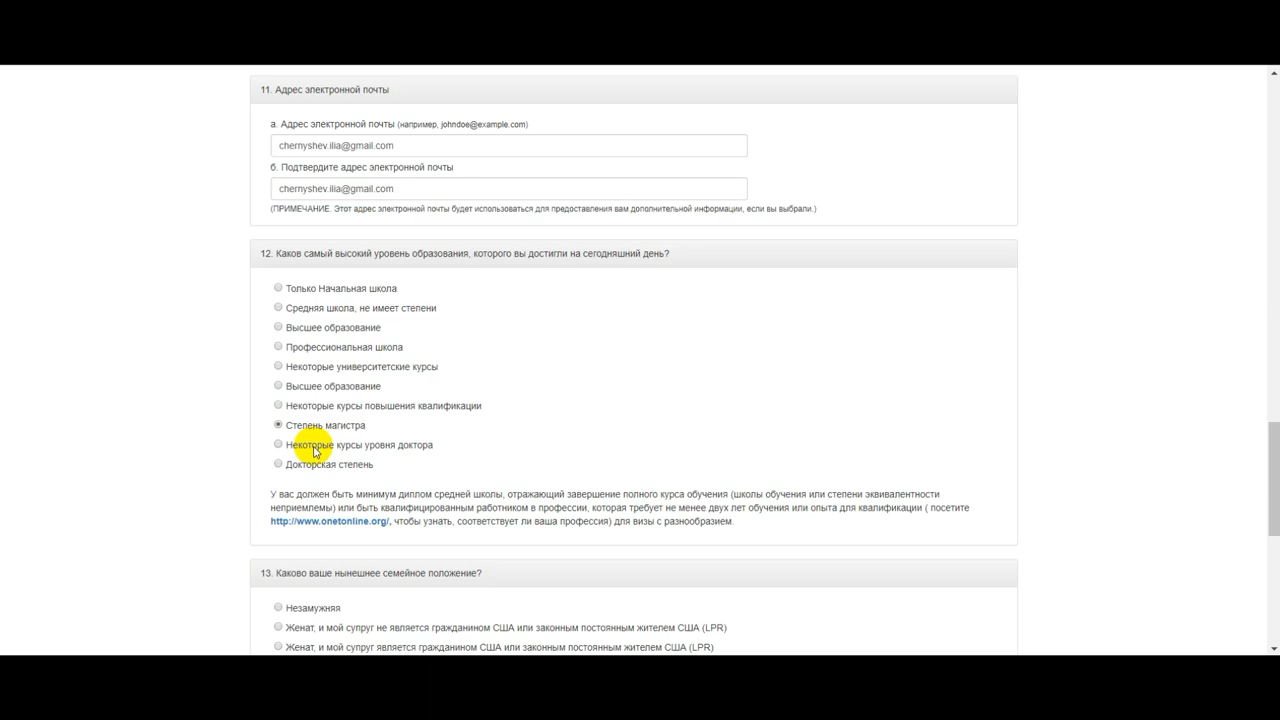 11. Адрес электронной почты
а. Адрес электронной почты (например, johndoe@example.com)
chernyshev.ilia@gmail.com
б. Подтвердите адрес электронной почты
chernyshev.ilia@gmail.com
(ПРИМЕЧАНИЕ. Этот адрес электронной почты будет использоваться для предоставления вам дополнительной информации, если вы выбрали.)
12. Каков самый высокий уровень образования, которого вы достигли на сегодняшний день?
Только Начальная школа
Средняя школа, не имеет степени
Высшее образование
Профессиональная школа
Некоторые университетские курсы
Высшее образование
Некоторые курсы повышения квалификации
Степень магистра
Некоторые курсы уровня доктора
Докторская степень
У вас должен быть минимум диплом средней школы, отражающий завершение полного курса обучения (школы обучения или степени эквивалентности
неприемлемы) или быть квалифицированным работником в профессии, которая требует не менее двух лет обучения или опыта для квалификации ( посетите
http://www.onetonline.org/, чтобы узнать, соответствует ли ваша профессия) для визы с разнообразием.
13. Каково ваше нынешнее семейное положение?
Незамужняя
Женат, и мой супруг не является гражданином США или законным постоянным жителем США (LPR)
Женат, и мой супруг является гражданином США или законным постоянным жителем США (LPR)